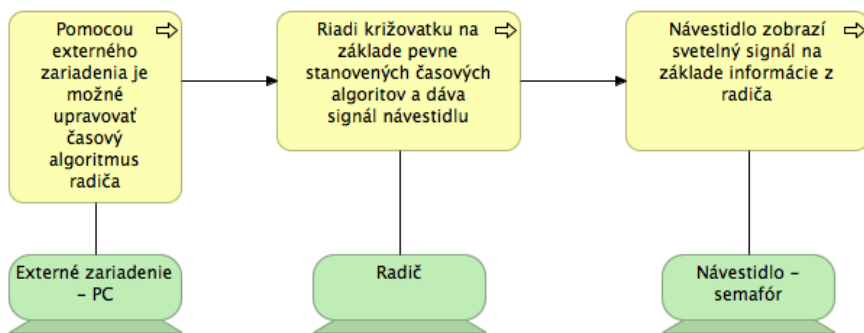 Pomocou
externého
zariadenia je
možné
upravovať
časový
algoritmus
radiča
Riadi križovatku na
základe pevne
stanovených časových
algoritov a dáva
signál návestidlu
Návestidlo zobrazí
svetelný signál na
základe informácie z
radiča
Externé zariadenie
– PC
Radič
Návestidlo –
semafór